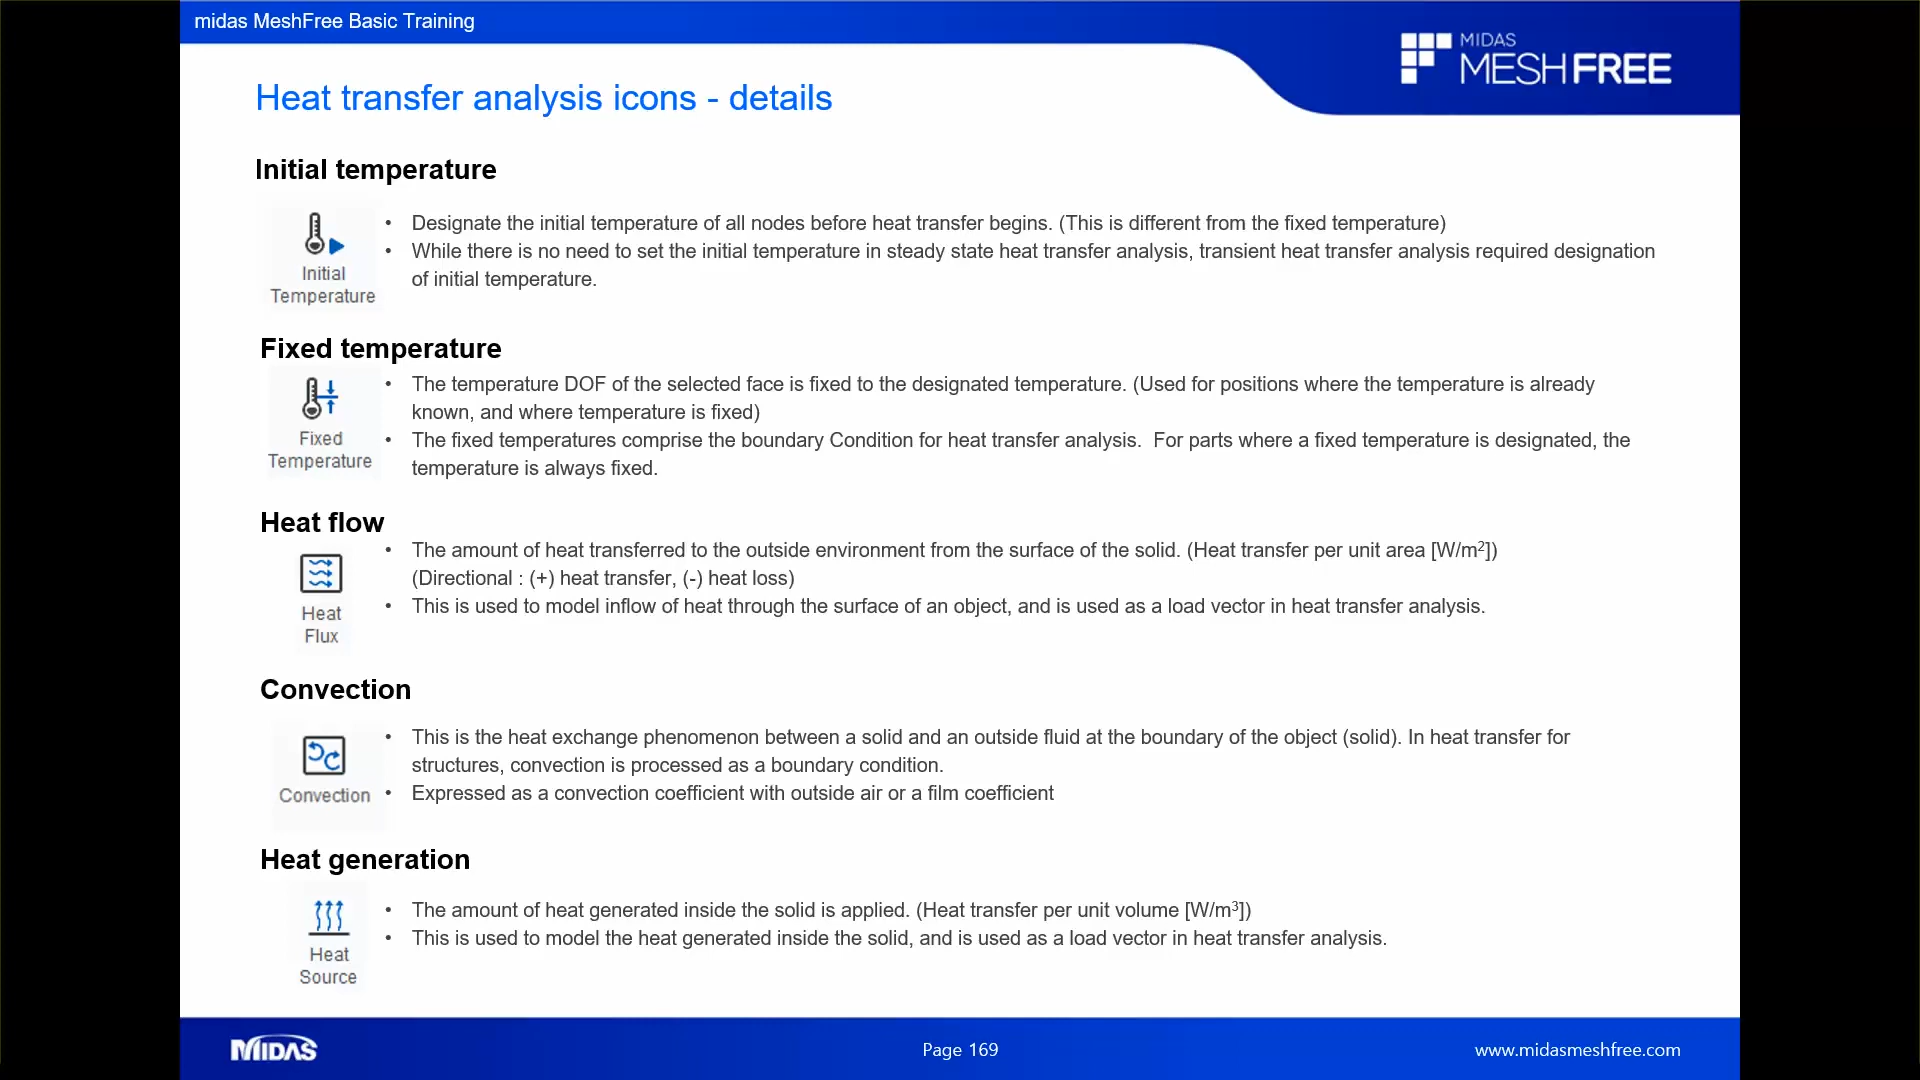 midas MeshFree Basic Training
MIDAS
MESHFREE
Heat transfer analysis icons - details
Initial temperature
Initial
Temperature
• Designate the initial temperature of all nodes before heat transfer begins. (This is different from the fixed temperature)
• While there is no need to set the initial temperature in steady state heat transfer analysis, transient heat transfer analysis required designation
of initial temperature.
Fixed temperature
Fixed
Temperature
• The temperature DOF of the selected face is fixed to the designated temperature. (Used for positions where the temperature is already
known, and where temperature is fixed)
• The fixed temperatures comprise the boundary Condition for heat transfer analysis.  For parts where a fixed temperature is designated, the
temperature is always fixed.
Heat flow
Heat
Flux
• The amount of heat transferred to the outside environment from the surface of the solid. (Heat transfer per unit area [W/m²])
(Directional : (+) heat transfer, (-) heat loss)
• This is used to model inflow of heat through the surface of an object, and is used as a load vector in heat transfer analysis.
Convection
Convection
• This is the heat exchange phenomenon between a solid and an outside fluid at the boundary of the object (solid). In heat transfer for
structures, convection is processed as a boundary condition.
• Expressed as a convection coefficient with outside air or a film coefficient
Heat generation
Heat
Source
• The amount of heat generated inside the solid is applied. (Heat transfer per unit volume [W/m³])
• This is used to model the heat generated inside the solid, and is used as a load vector in heat transfer analysis.
MIDAS
Page 169
www.midasmeshfree.com